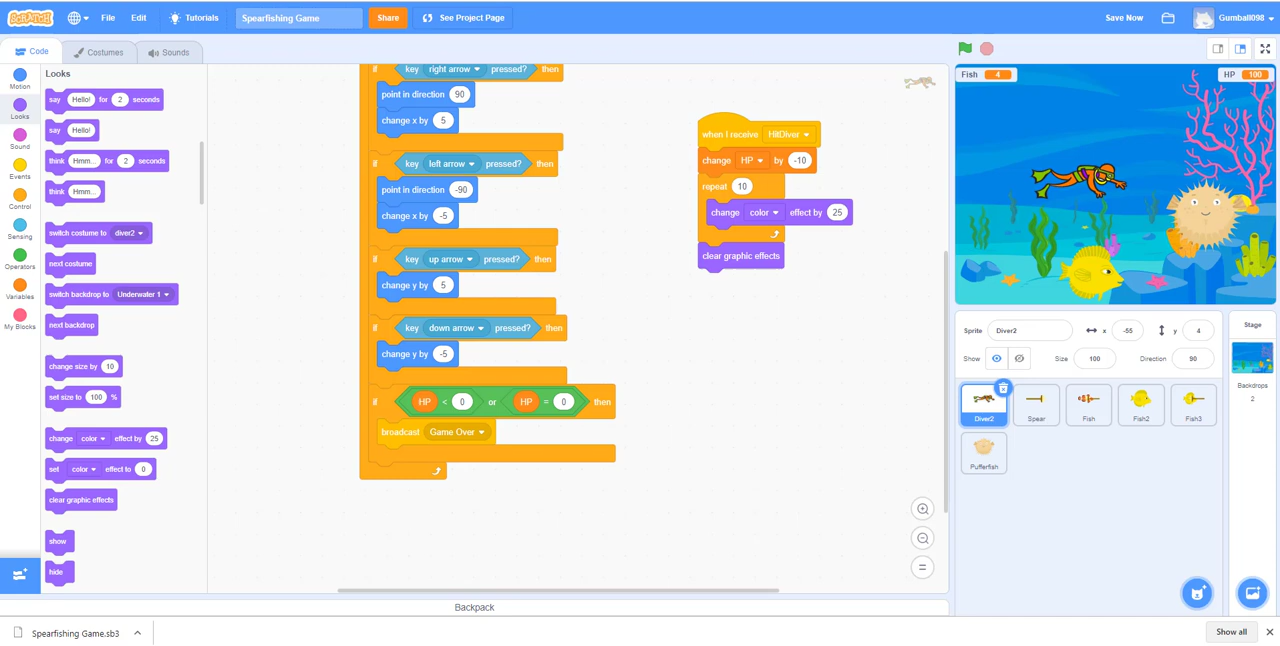 SCRATCH File Edit Tutorials Spearfishing Game Share See Project Page Save Now Gumball098
Code Costumes Sounds
Motion
Looks
Sound
Events
Control
Sensing
Operators
Variables
My Blocks
Looks
say Hello! for 2 seconds
say Hello!
think Hmm... for 2 seconds
think Hmm...
switch costume to diver2
next costume
switch backdrop to Underwater 1
next backdrop
change size by 10
set size to 100 %
change color effect by 25
set color effect to 0
clear graphic effects
show
hide
if key right arrow pressed? then
point in direction 90
change x by 5
if key left arrow pressed? then
point in direction -90
change x by -5
if key up arrow pressed? then
change y by 5
if key down arrow pressed? then
change y by -5
if HP < 0 or HP = 0 then
broadcast Game Over
when I receive HitDiver
change HP by -10
repeat 10
change color effect by 25
clear graphic effects
Fish 4 HP 100
Sprite Diver2 x -55 y 4
Show Size 100 Direction 90
Diver2 Spear Fish Fish2 Fish3
Pufferfish
Stage
Backdrops
2
Backpack
Spearfishing Game.sb3 Show all